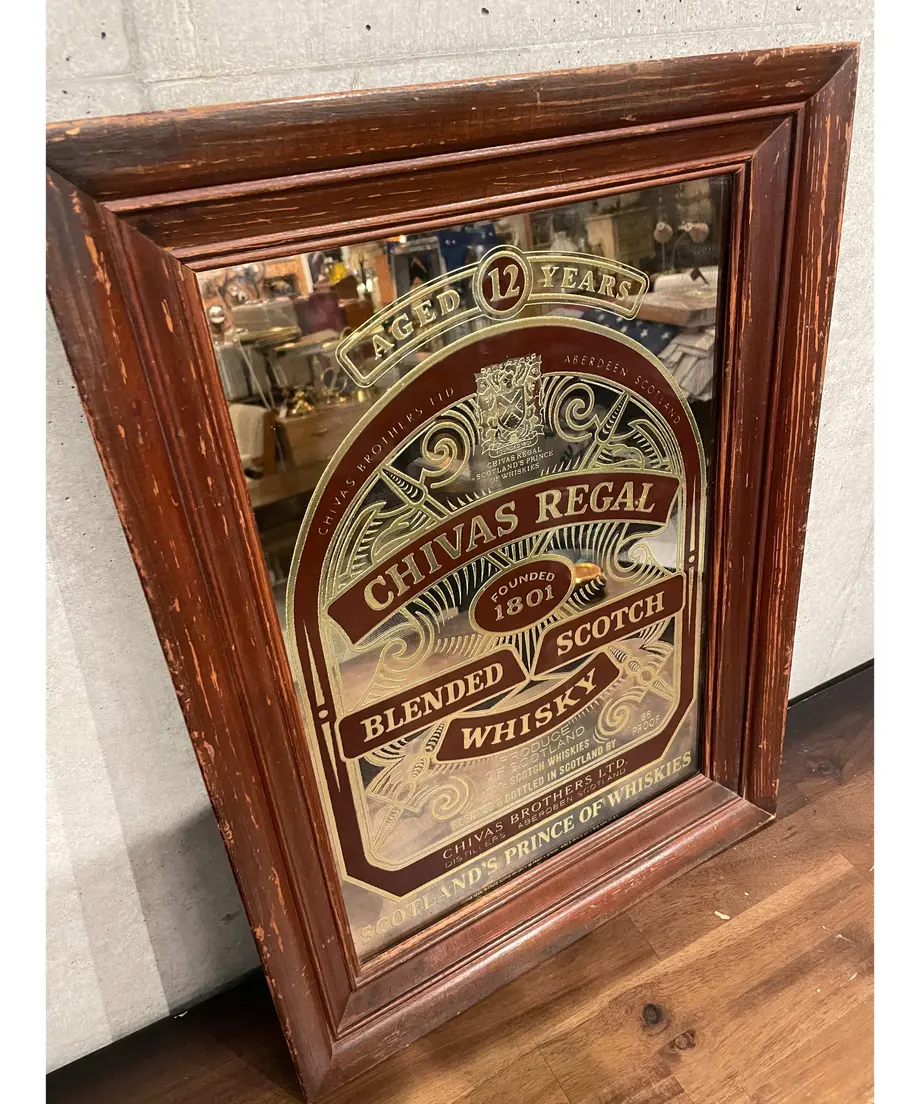 AGED 12 YEARS
CHIVAS BROTHERS LTD ABERDEEN SCOTLAND
CHIVAS REGAL
SCOTLAND'S PRINCE
OF WHISKIES
CHIVAS REGAL
FOUNDED
1801
BLENDED SCOTCH
WHISKY
PRODUCE
OF SCOTLAND
SCOTCH WHISKIES
86
PROOF
BLENDED & BOTTLED IN SCOTLAND BY
CHIVAS BROTHERS LTD.
DISTILLERS ABERDEEN SCOTLAND
SCOTLAND'S PRINCE OF WHISKIES